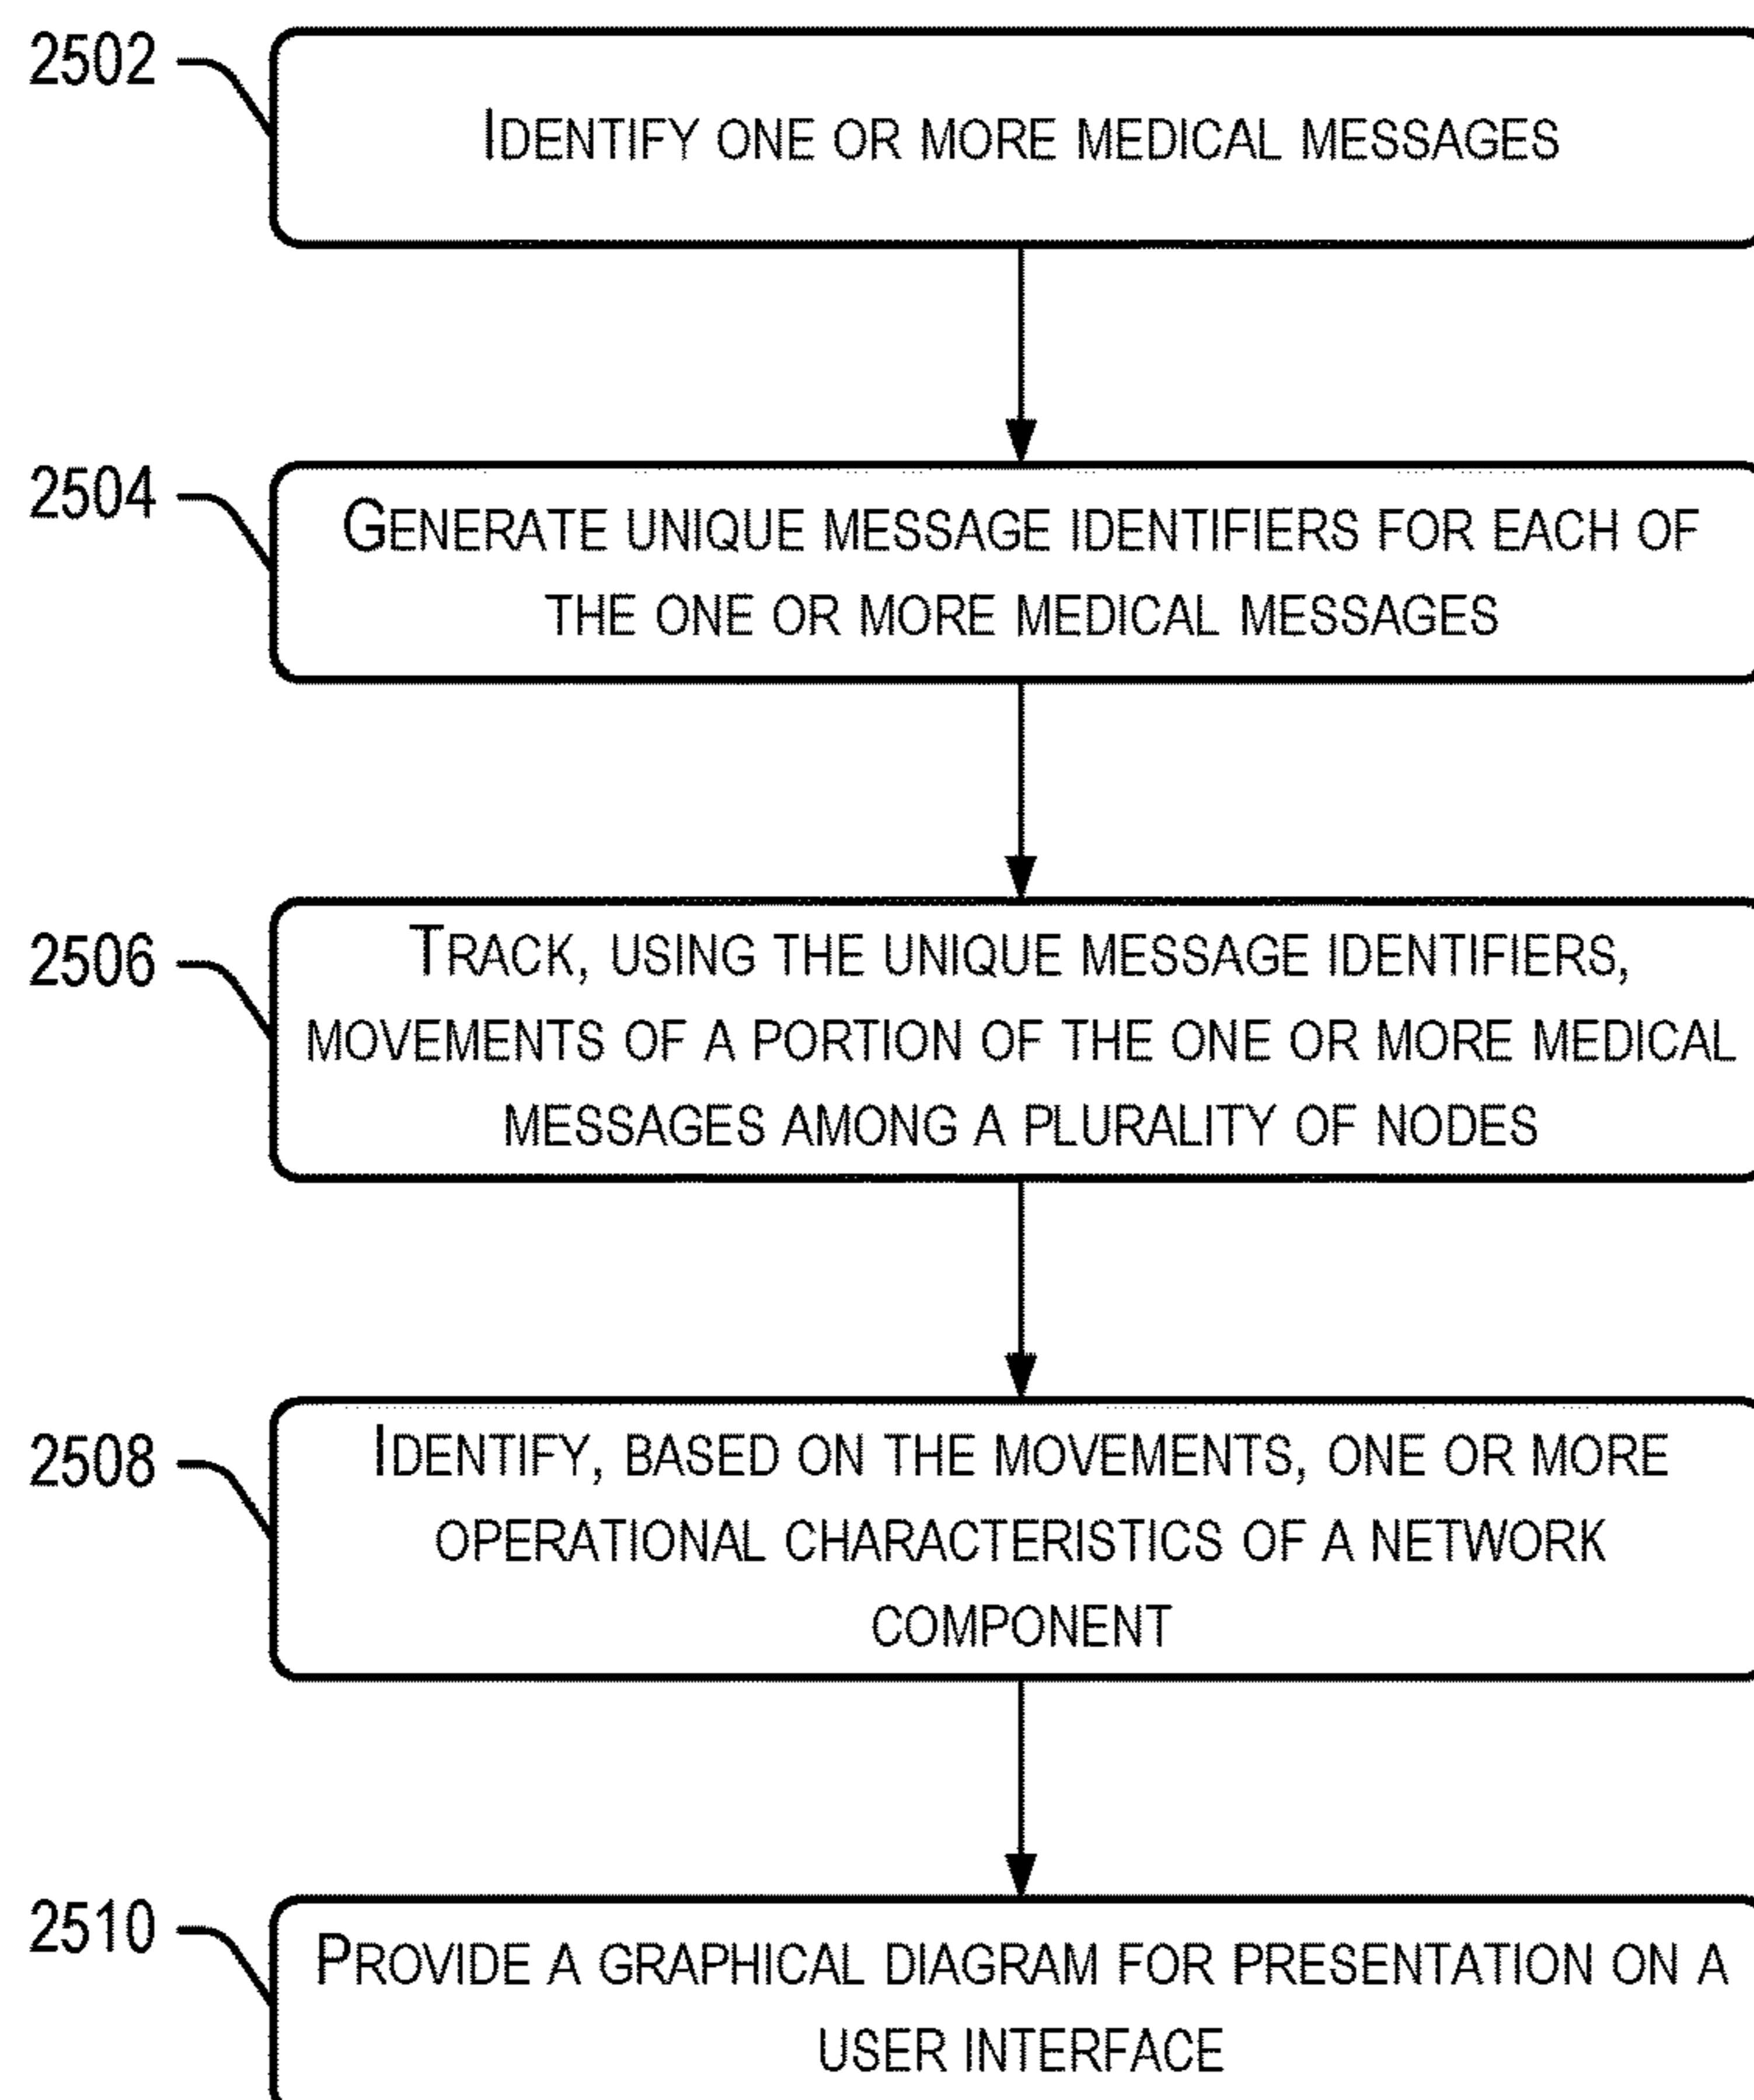 2502
IDENTIFY ONE OR MORE MEDICAL MESSAGES
2504
GENERATE UNIQUE MESSAGE IDENTIFIERS FOR EACH OF
THE ONE OR MORE MEDICAL MESSAGES
2506
TRACK, USING THE UNIQUE MESSAGE IDENTIFIERS,
MOVEMENTS OF A PORTION OF THE ONE OR MORE MEDICAL
MESSAGES AMONG A PLURALITY OF NODES
2508
IDENTIFY, BASED ON THE MOVEMENTS, ONE OR MORE
OPERATIONAL CHARACTERISTICS OF A NETWORK
COMPONENT
2510
PROVIDE A GRAPHICAL DIAGRAM FOR PRESENTATION ON A
USER INTERFACE